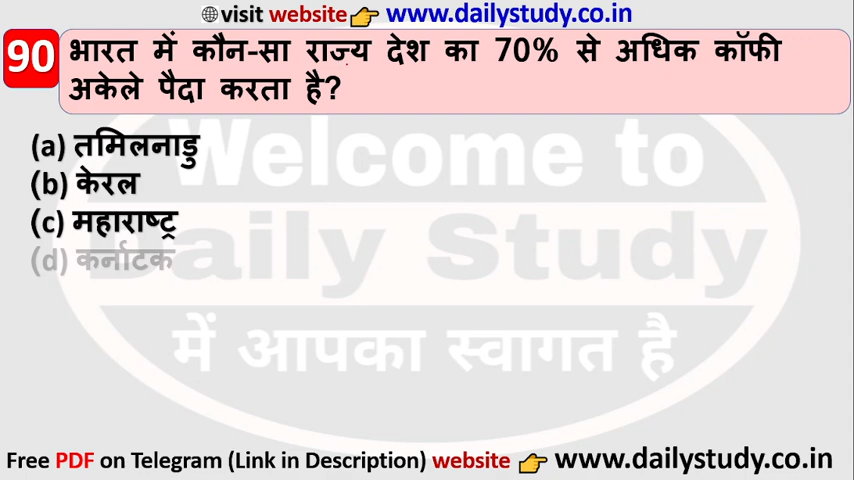 visit website 👉 www.dailystudy.co.in
90 भारत में कौन-सा राज्य देश का 70% से अधिक कॉफी
अकेले पैदा करता है?
(a) तमिलनाडु
(b) केरल
(c) महाराष्ट्र
(d) कर्नाटक
Welcome to
Daily Study
में आपका स्वागत है
Free PDF on Telegram (Link in Description) website 👉 www.dailystudy.co.in